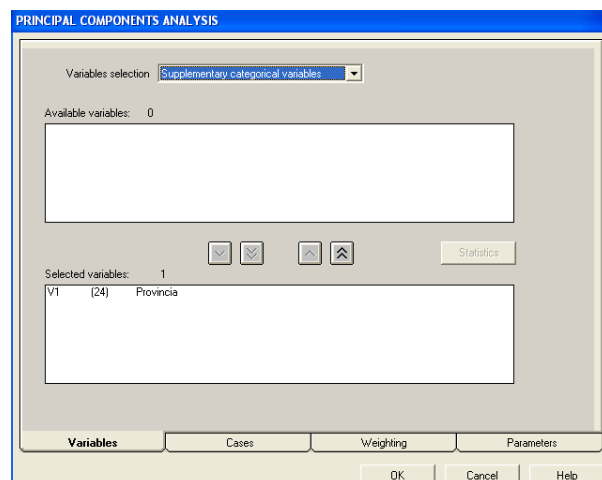 PRINCIPAL COMPONENTS ANALYSIS
Variables selection Supplementary categorical variables
Available variables: 0
Statistics
Selected variables: 1
V1 (24) Provincia
Variables Cases Weighting Parameters
OK Cancel Help